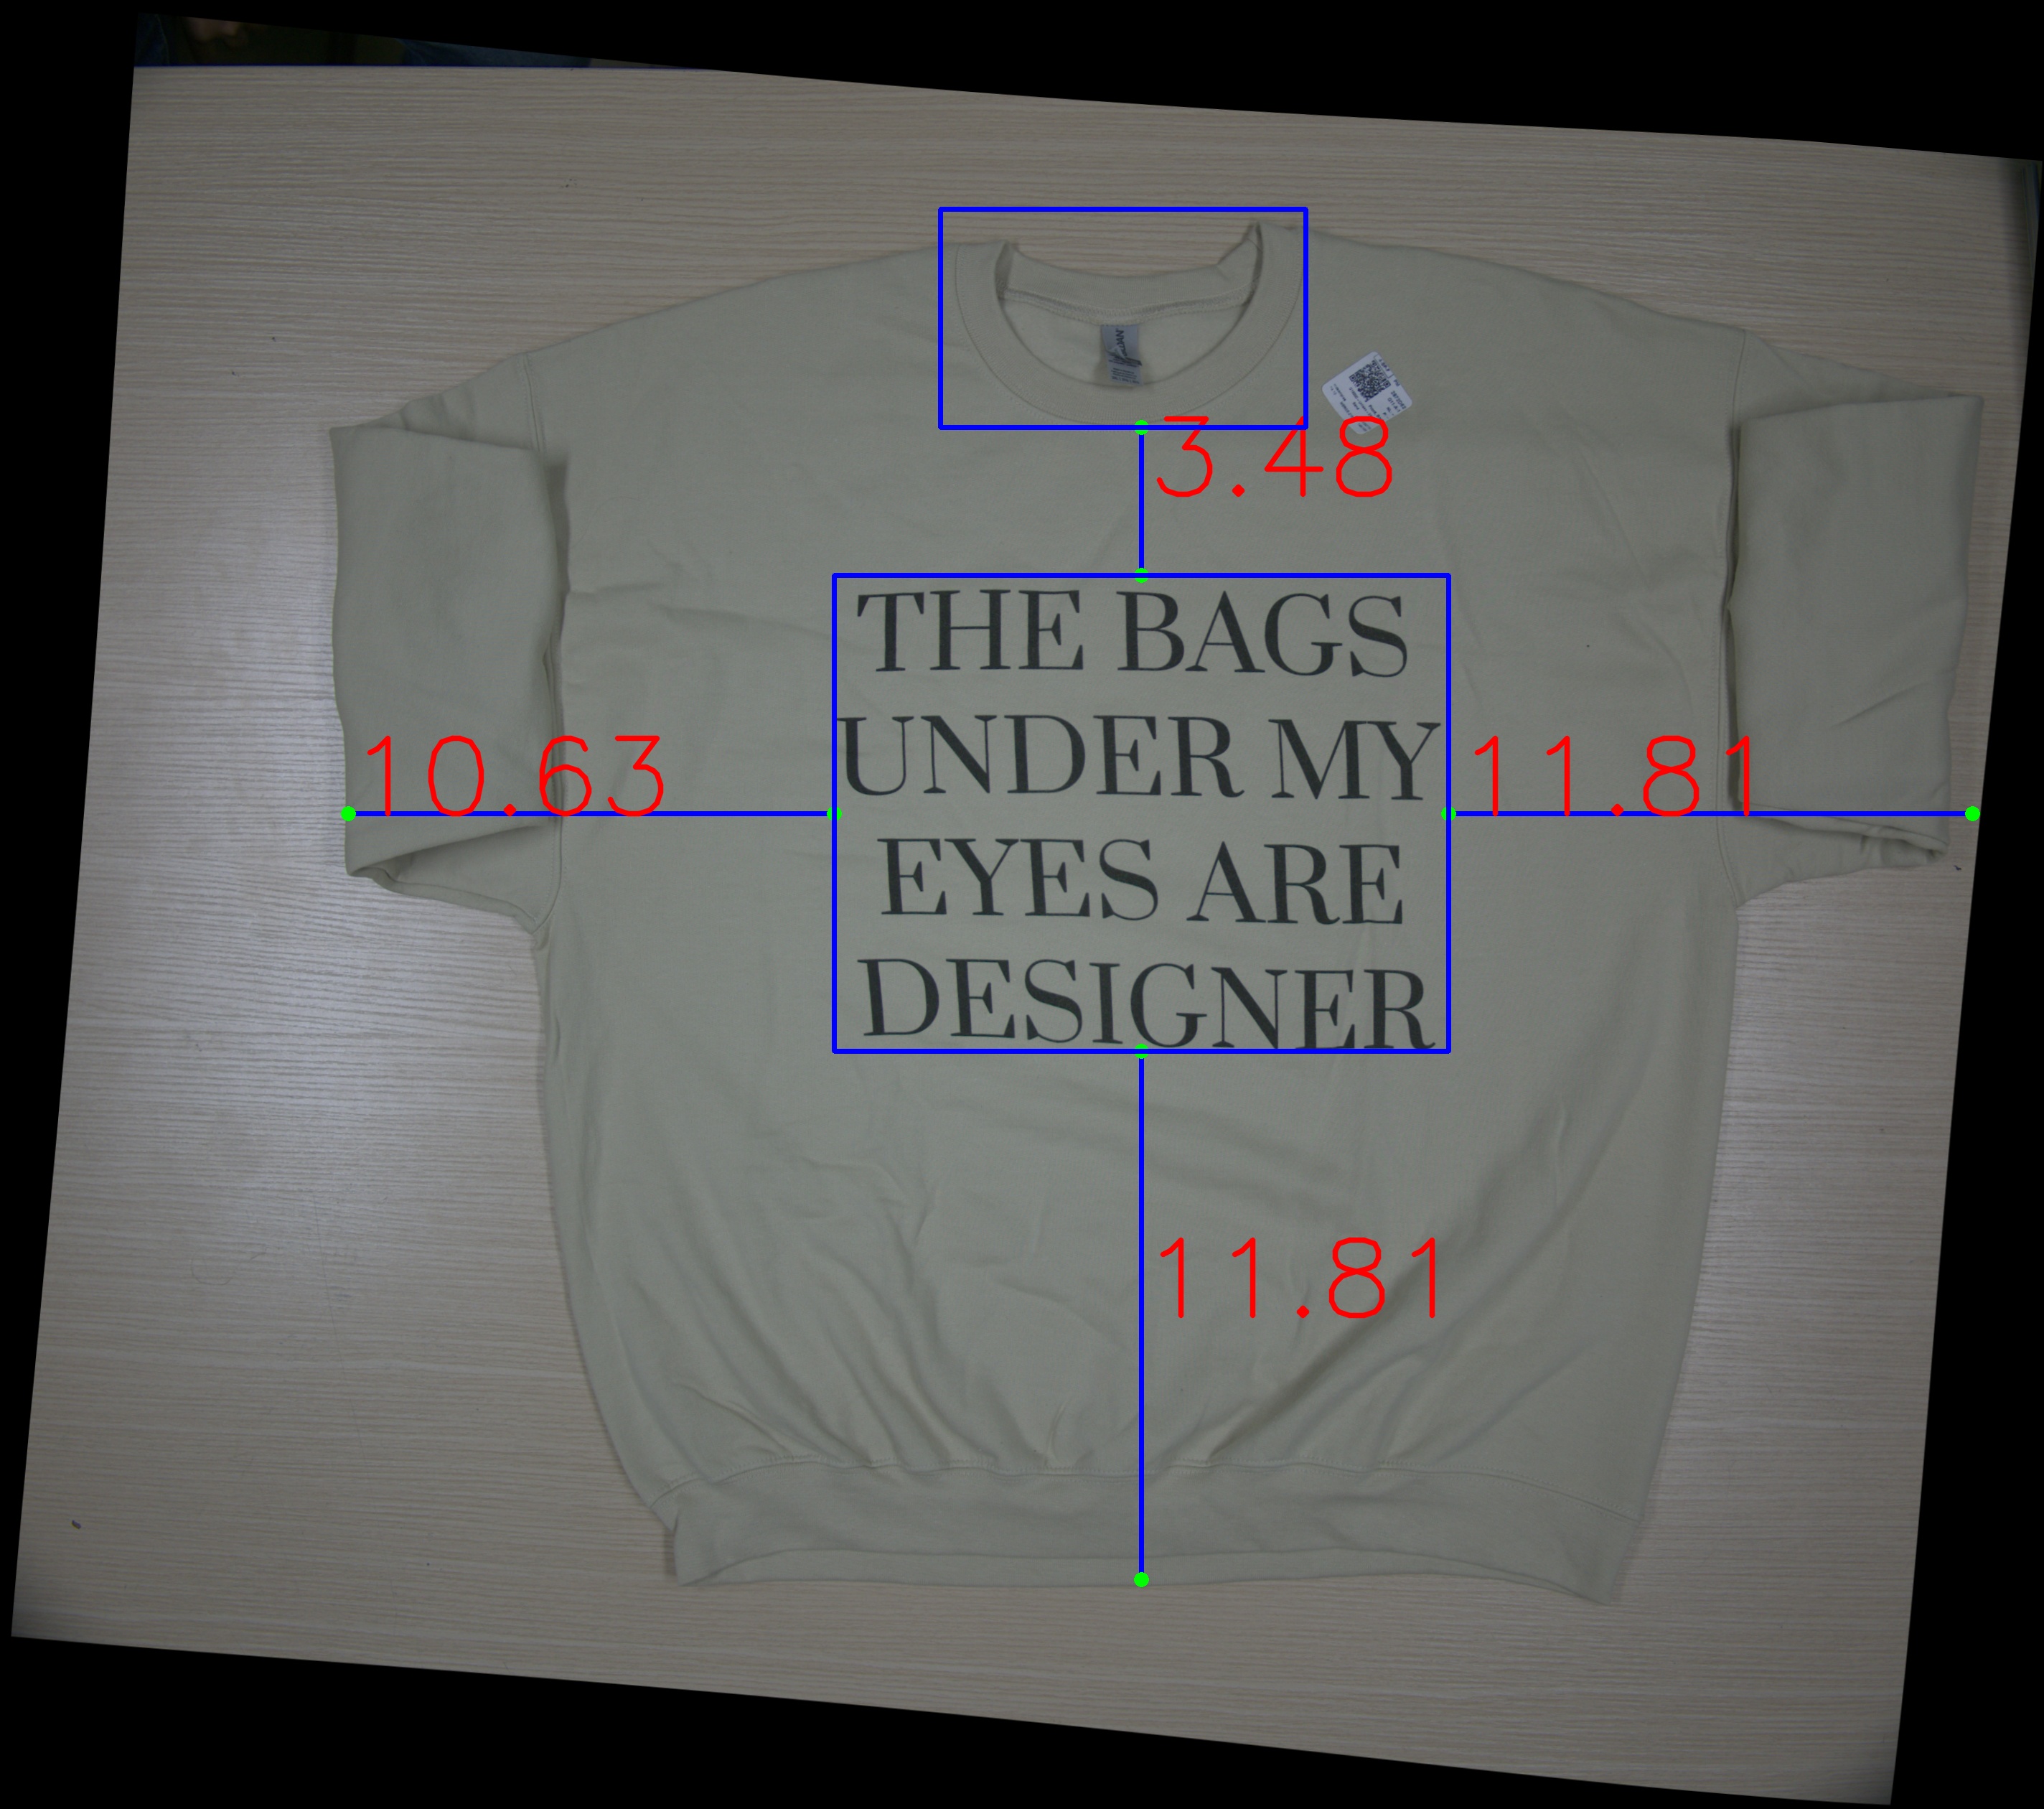 3.48
THE BAGS
UNDER MY
10.63
11.81
EYES ARE
DESIGNER
11.81